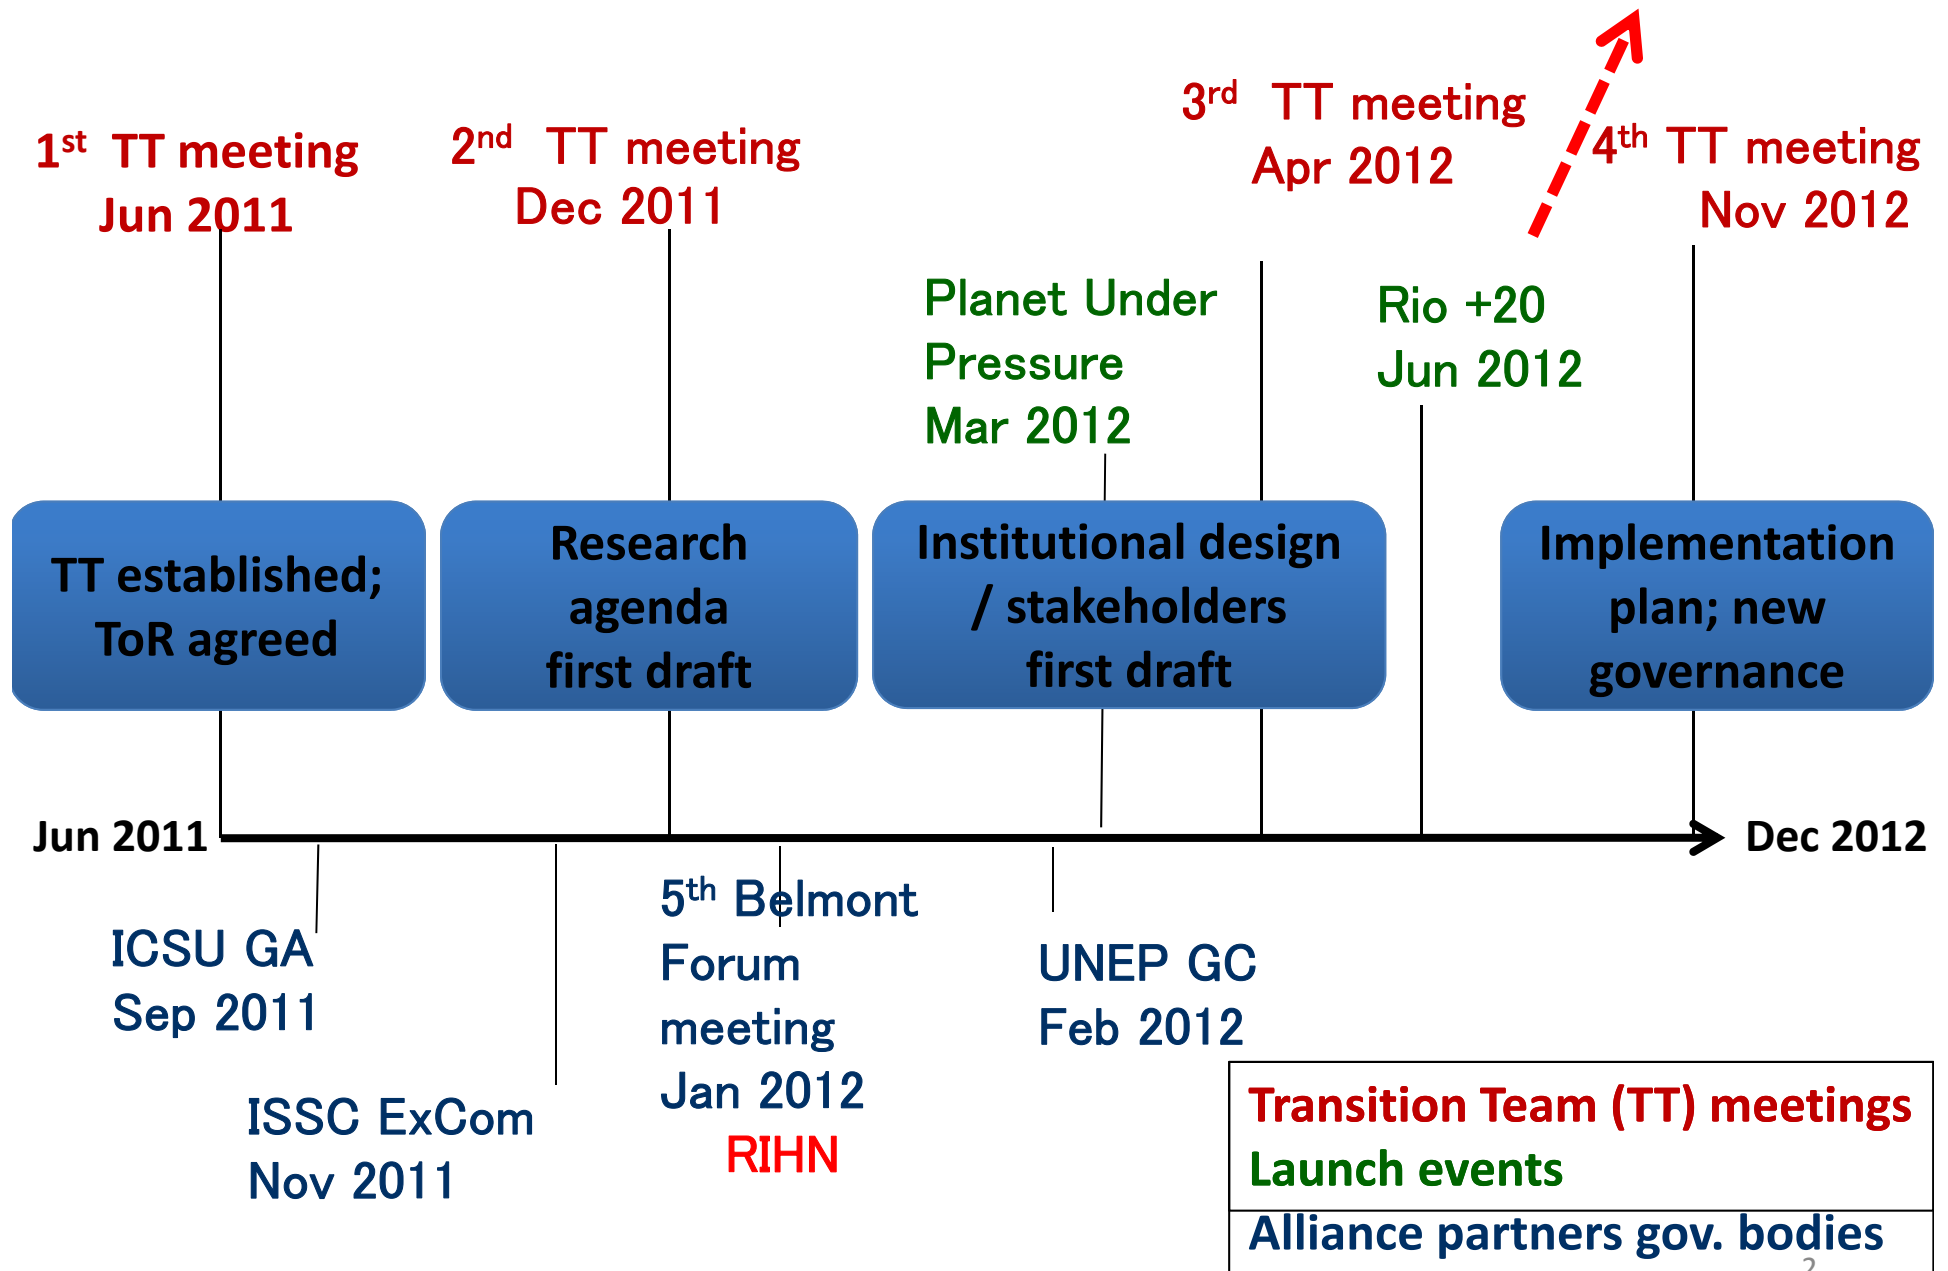 1st TT meeting
Jun 2011
2nd TT meeting
Dec 2011
3rd TT meeting
Apr 2012
4th TT meeting
Nov 2012
Planet Under
Pressure
Mar 2012
Rio +20
Jun 2012
TT established;
ToR agreed
Research
agenda
first draft
Institutional design
/ stakeholders
first draft
Implementation
plan; new
governance
Jun 2011
Dec 2012
ICSU GA
Sep 2011
ISSC ExCom
Nov 2011
5th Belmont
Forum
meeting
Jan 2012
RIHN
UNEP GC
Feb 2012
Transition Team (TT) meetings
Launch events
Alliance partners gov. bodies
2